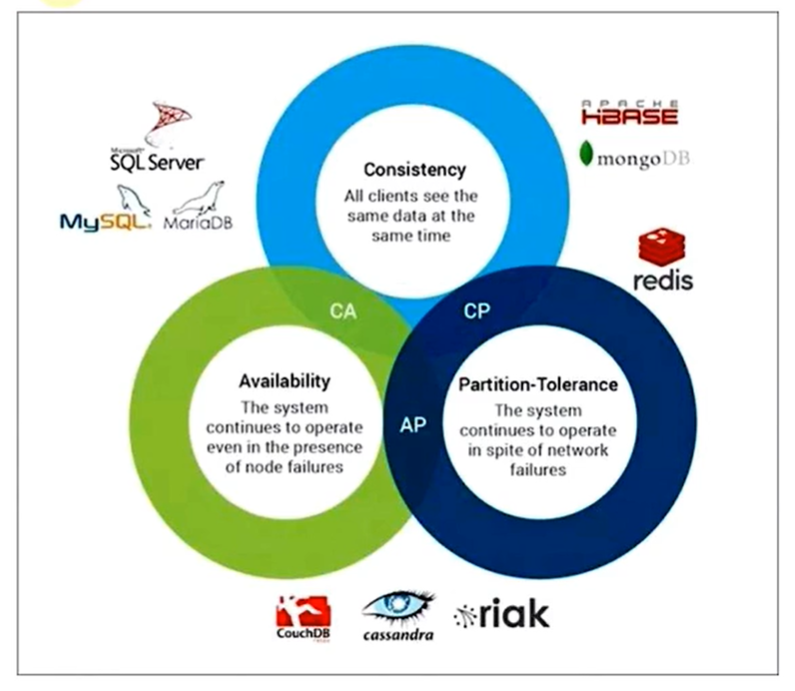 Microsoft
SQL Server
MySQL
MariaDB
APACHE
HBASE
mongoDB
redis
Consistency
All clients see the
same data at the
same time
CA
CP
Availability
The system
continues to operate
even in the presence
of node failures
AP
Partition-Tolerance
The system
continues to operate
in spite of network
failures
CouchDB
cassandra
riak